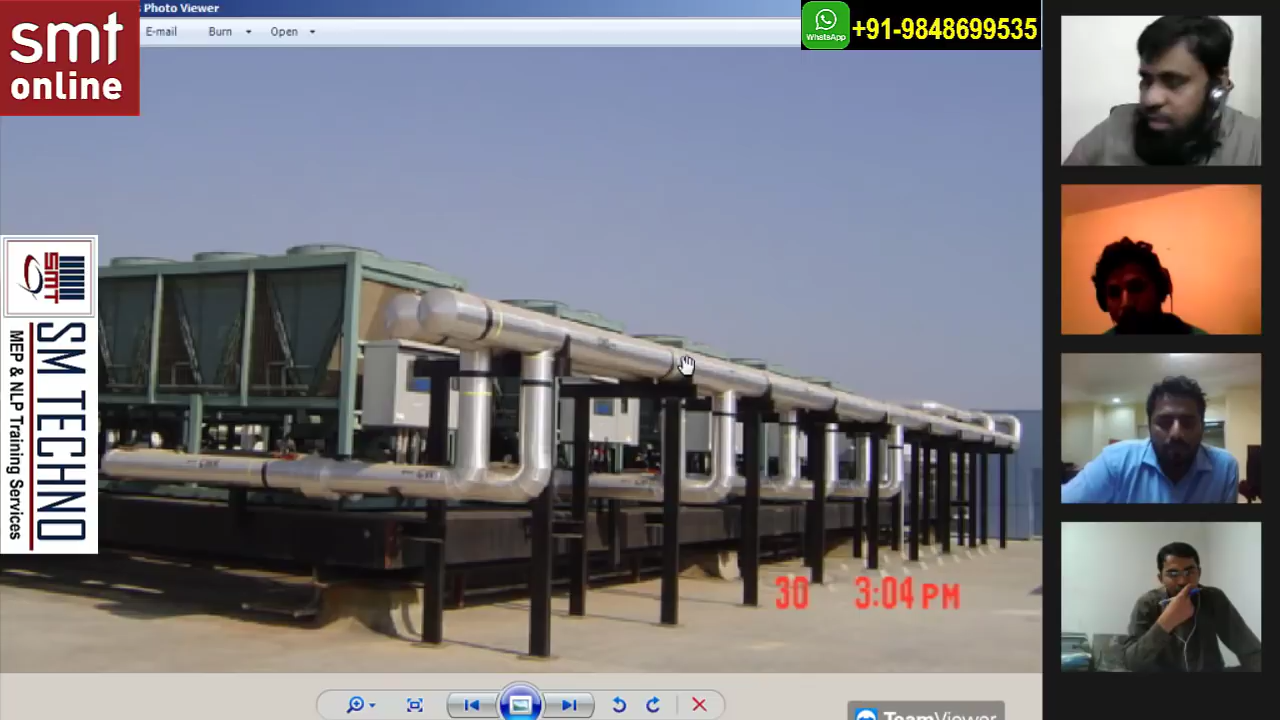 Photo Viewer
E-mail
Burn
Open
smt
online
WhatsApp
+91-9848699535
SMT
SM TECHNO
MEP & NLP Training Services
30
3:04 PM
TeamViewer